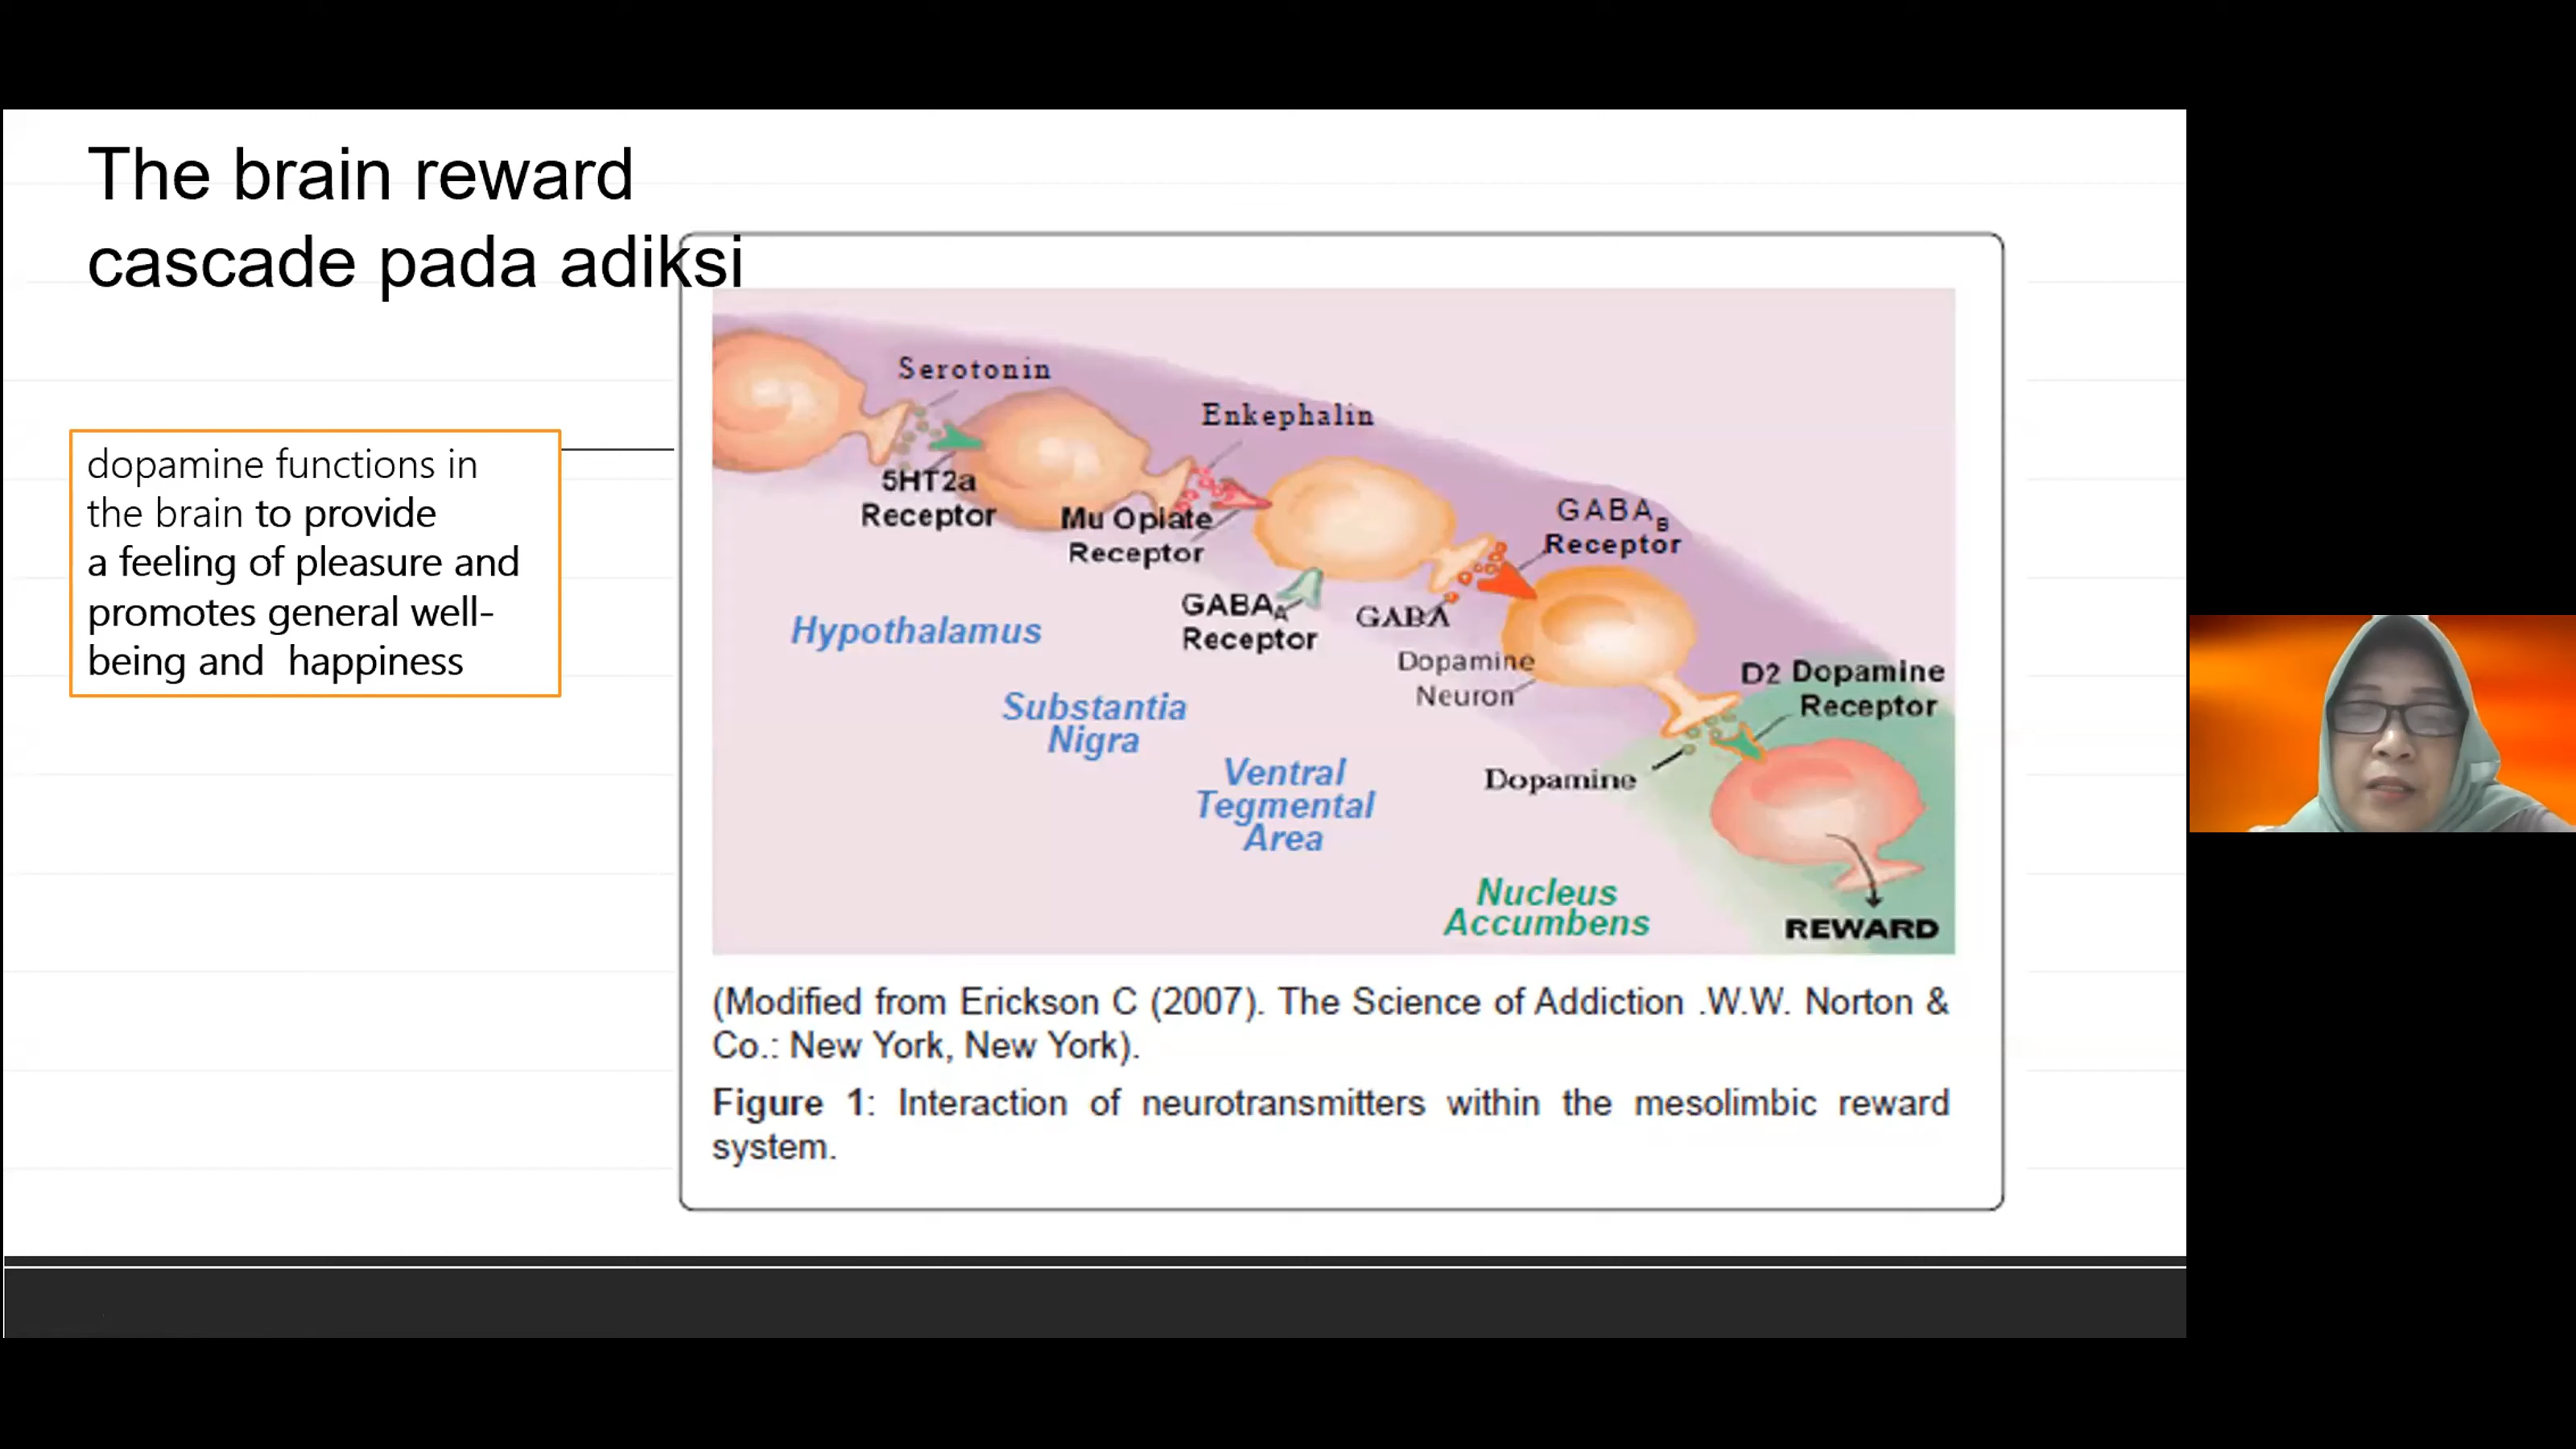 The brain reward
cascade pada adiksi
dopamine functions in
the brain to provide
a feeling of pleasure and
promotes general well-
being and happiness
Serotonin
Enkephalin
5HT2a
Receptor
Mu Opiate
Receptor
GABAB
Receptor
GABAA
Receptor
GABA
Hypothalamus
Dopamine
Neuron
D2 Dopamine
Receptor
Substantia
Nigra
Ventral
Tegmental
Area
Dopamine
Nucleus
Accumbens
REWARD
(Modified from Erickson C (2007). The Science of Addiction .W.W. Norton &
Co.: New York, New York).
Figure 1: Interaction of neurotransmitters within the mesolimbic reward
system.